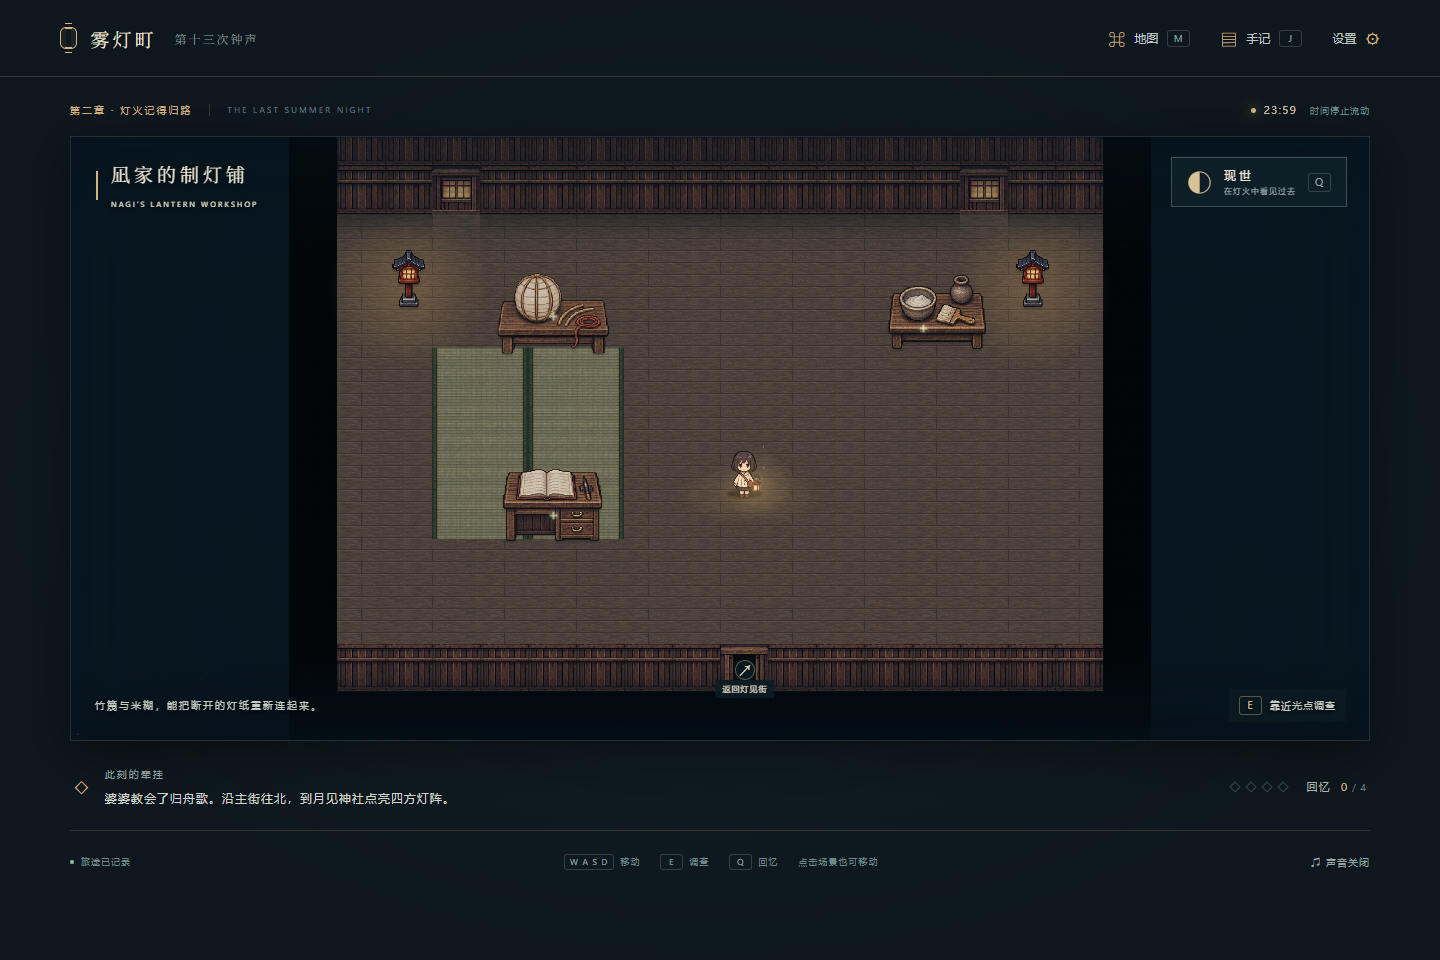 雾灯町 第十三次钟声
地图 M 手记 J 设置
第二章 · 灯火记得归路 THE LAST SUMMER NIGHT
23:59 时间停止流动
凪家的制灯铺
NAGI'S LANTERN WORKSHOP
现世
在灯火中看见过去
Q
返回灯见街
竹篾与米糊，能把断开的灯纸重新连起来。
E 靠近光点调查
此刻的牵挂
婆婆教会了归舟歌。沿主街往北，到月见神社点亮四方灯阵。
回忆 0 / 4
旅途已记录
WASD 移动 E 调查 Q 回忆 点击场景也可移动
声音关闭